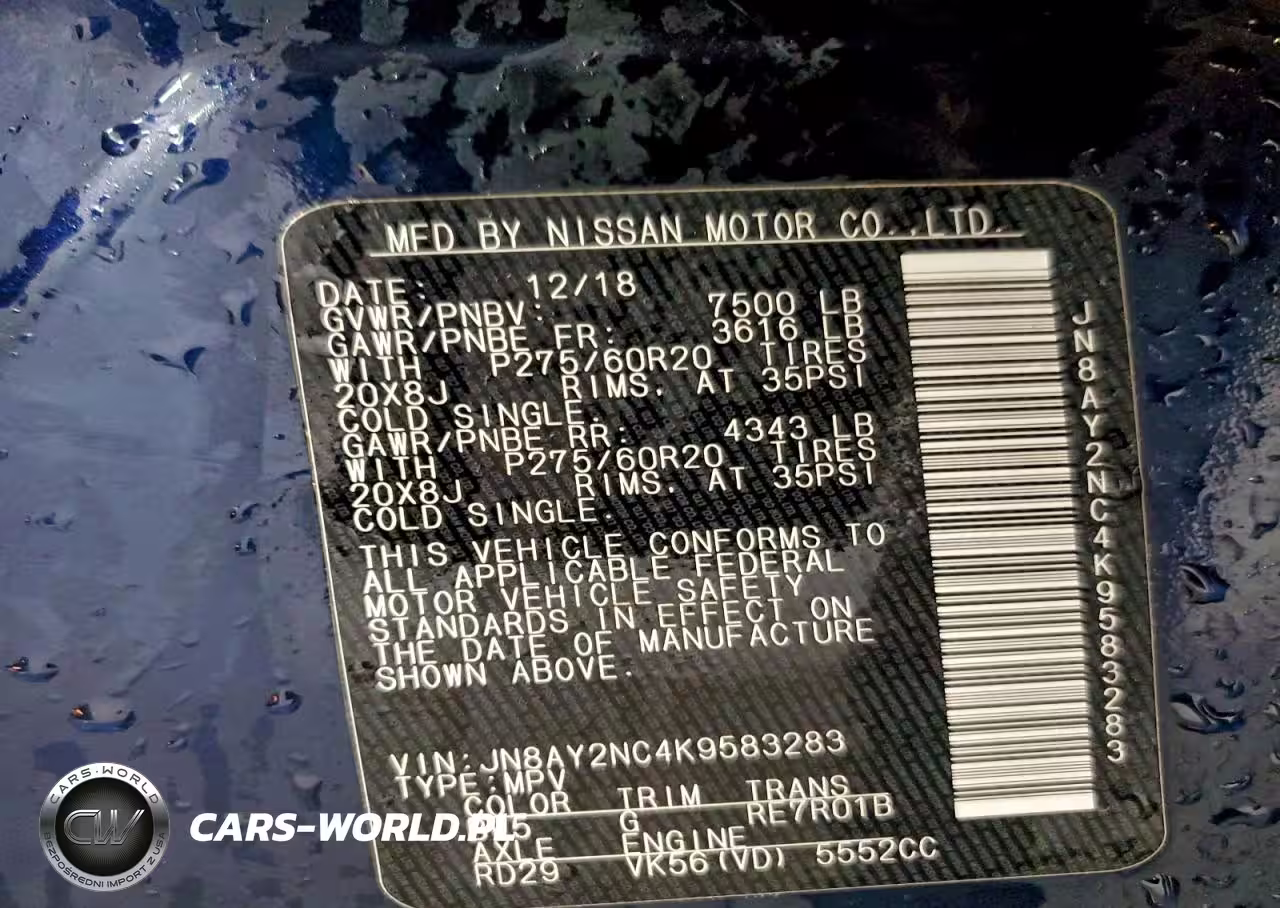 MFD BY NISSAN MOTOR CO.,LTD.
DATE: 12/18
GVWR/PNBV: 7500 LB
GAWR/PNBE FR: 3616 LB
WITH P275/60R20 TIRES
20X8J RIMS. AT 35PSI
COLD SINGLE.
GAWR/PNBE RR: 4343 LB
WITH P275/60R20 TIRES
20X8J RIMS. AT 35PSI
COLD SINGLE.
THIS VEHICLE CONFORMS TO
ALL APPLICABLE FEDERAL
MOTOR VEHICLE SAFETY
STANDARDS IN EFFECT ON
THE DATE OF MANUFACTURE
SHOWN ABOVE.
VIN:JN8AY2NC4K9583283
TYPE:MPV
COLOR TRIM TRANS
G RE7R01B
AXLE ENGINE
RD29 VK56(VD) 5552CC
JN8AY2NC4K9583283
CARS-WORLD
CW
BEZPOŚREDNI IMPORT Z USA
CARS-WORLD.PL